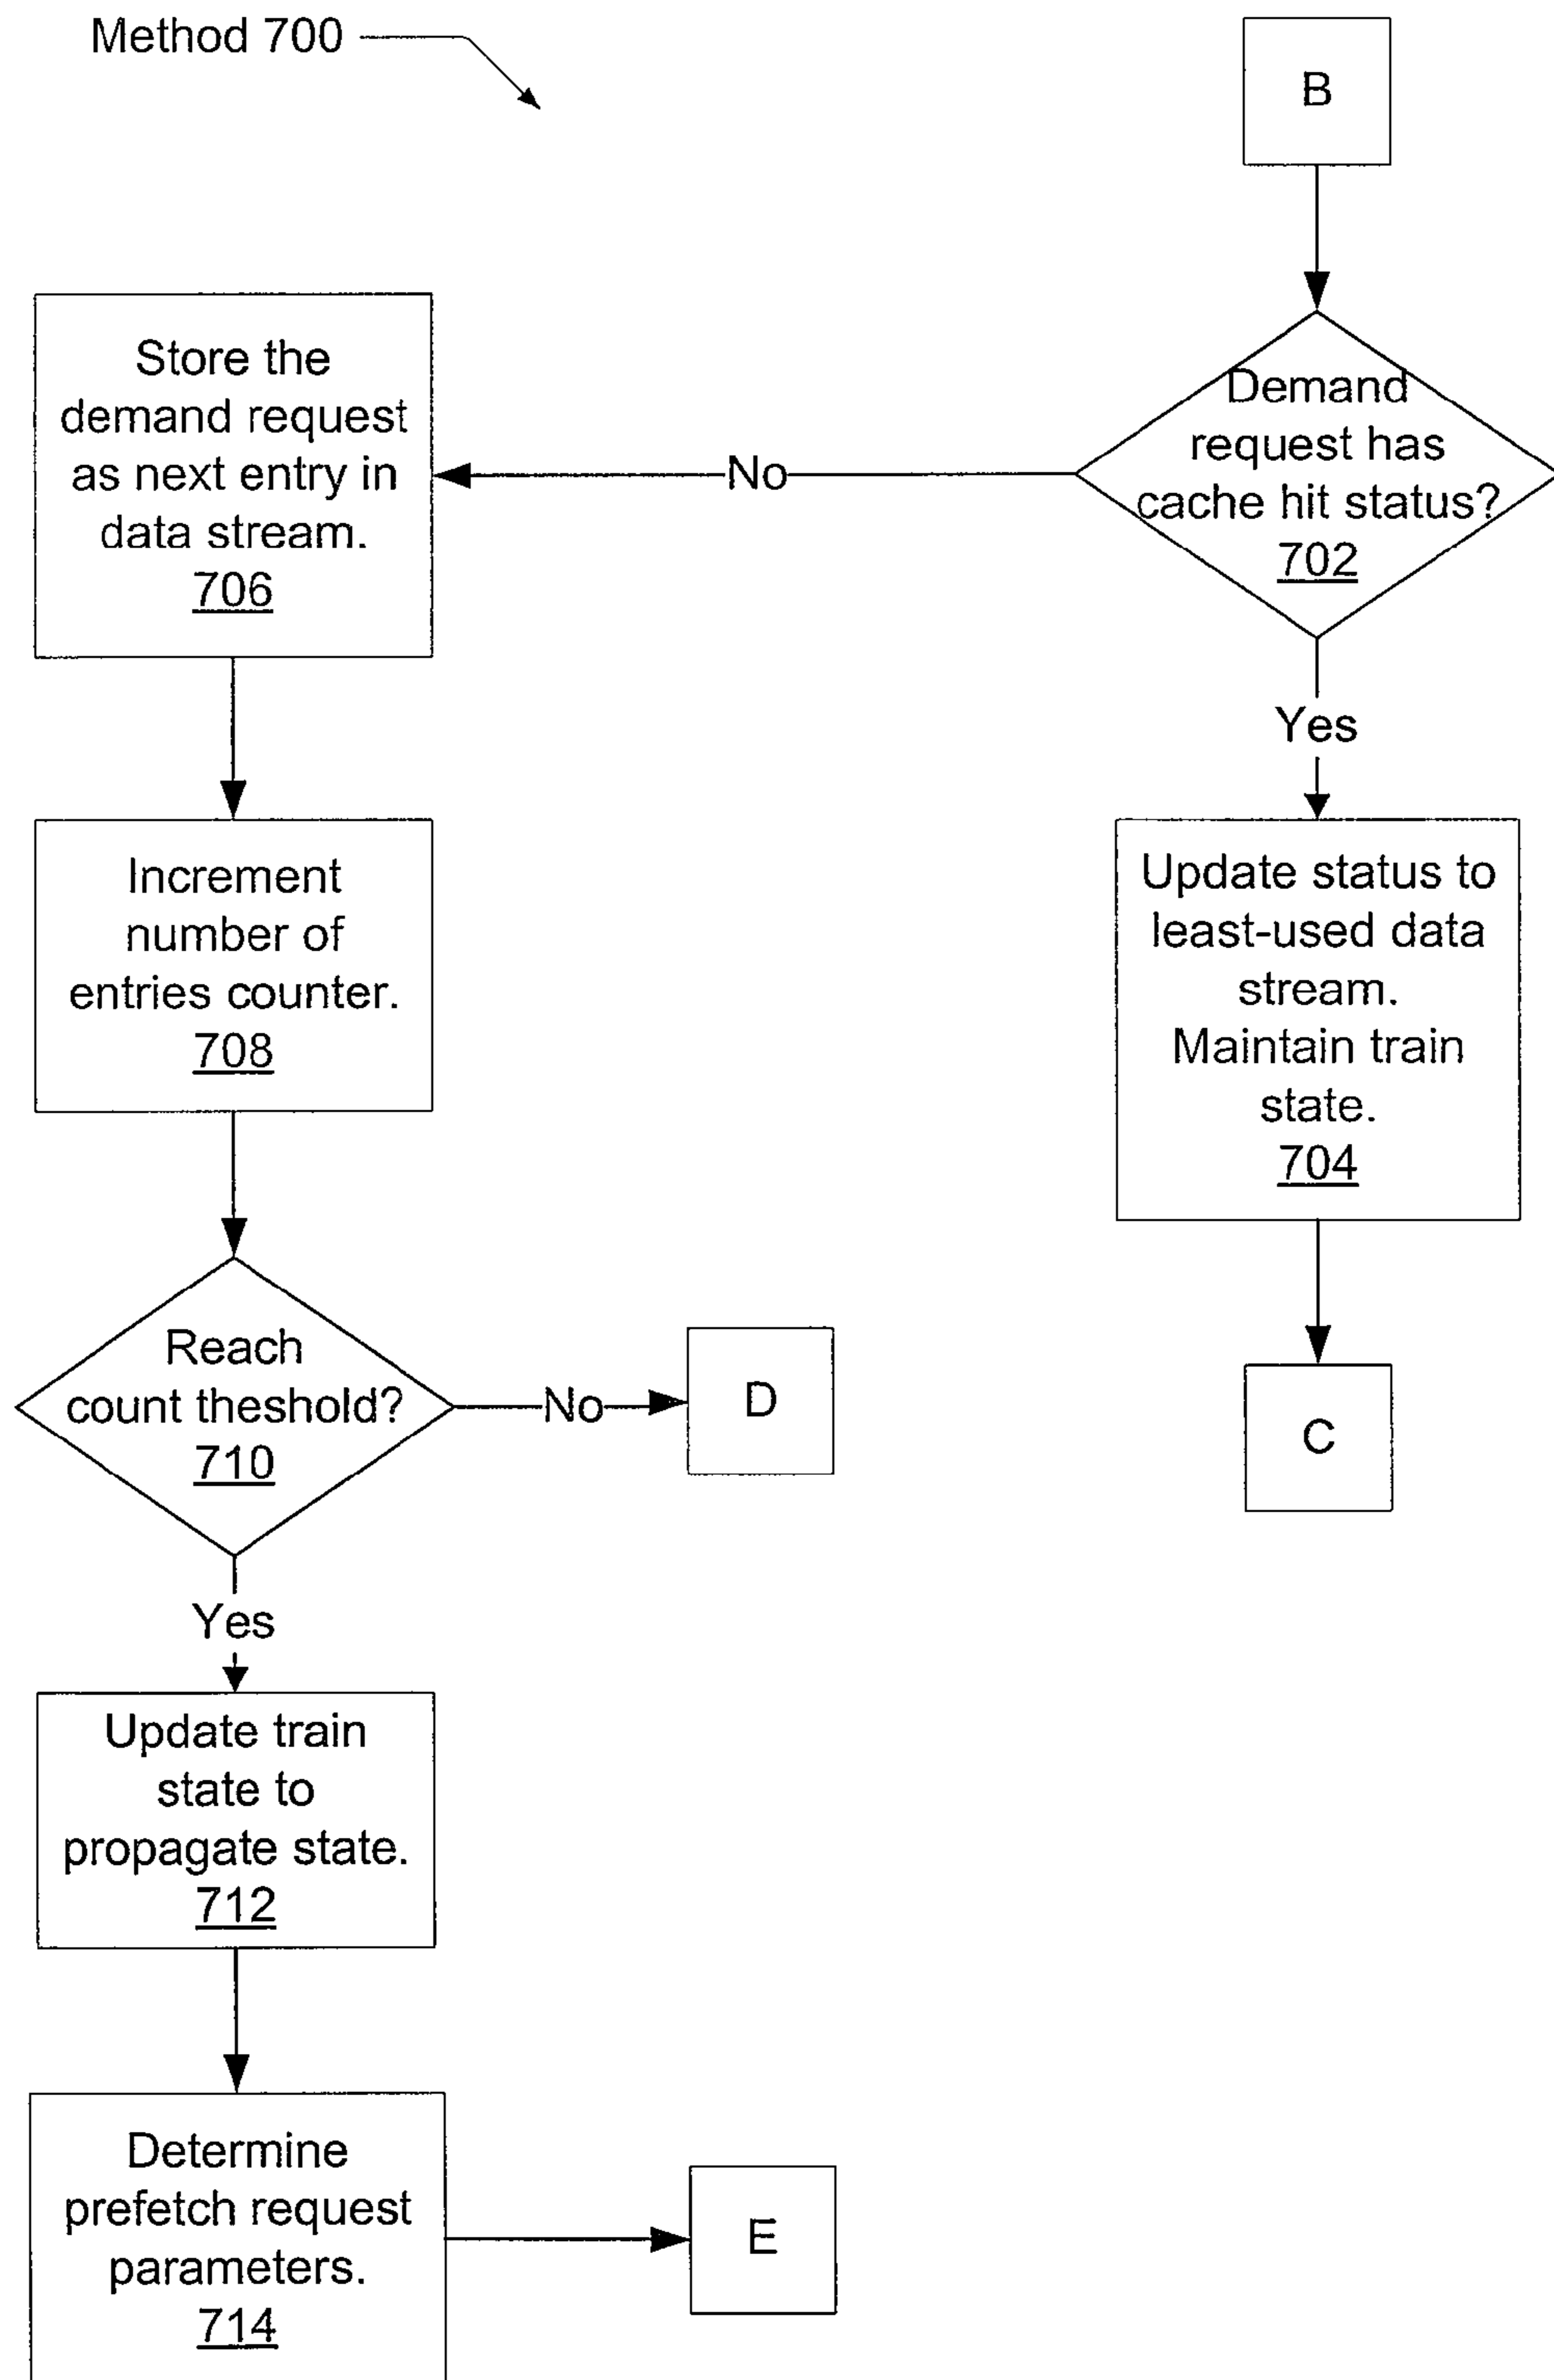 Method 700
B
Demand
request has
cache hit status?
702
No
Store the
demand request
as next entry in
data stream.
706
Yes
Update status to
least-used data
stream.
Maintain train
state.
704
C
Increment
number of
entries counter.
708
Reach
count theshold?
710
No
D
Yes
Update train
state to
propagate state.
712
Determine
prefetch request
parameters.
714
E